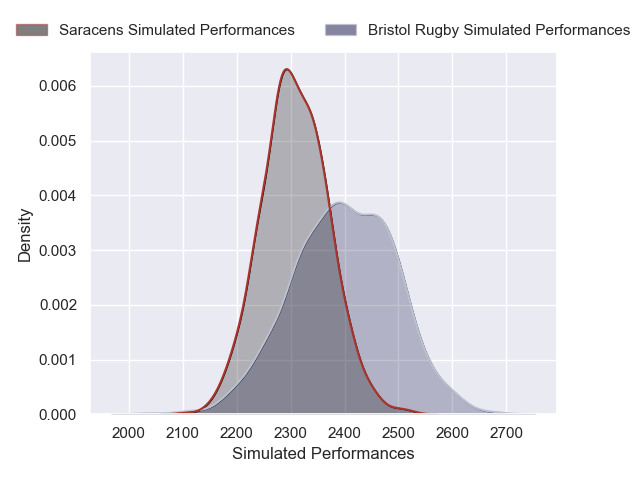 Saracens Simulated Performances
Bristol Rugby Simulated Performances
0.006
0.005
0.004
0.003
0.002
0.001
0.000
Density
2000 2100 2200 2300 2400 2500 2600 2700
Simulated Performances